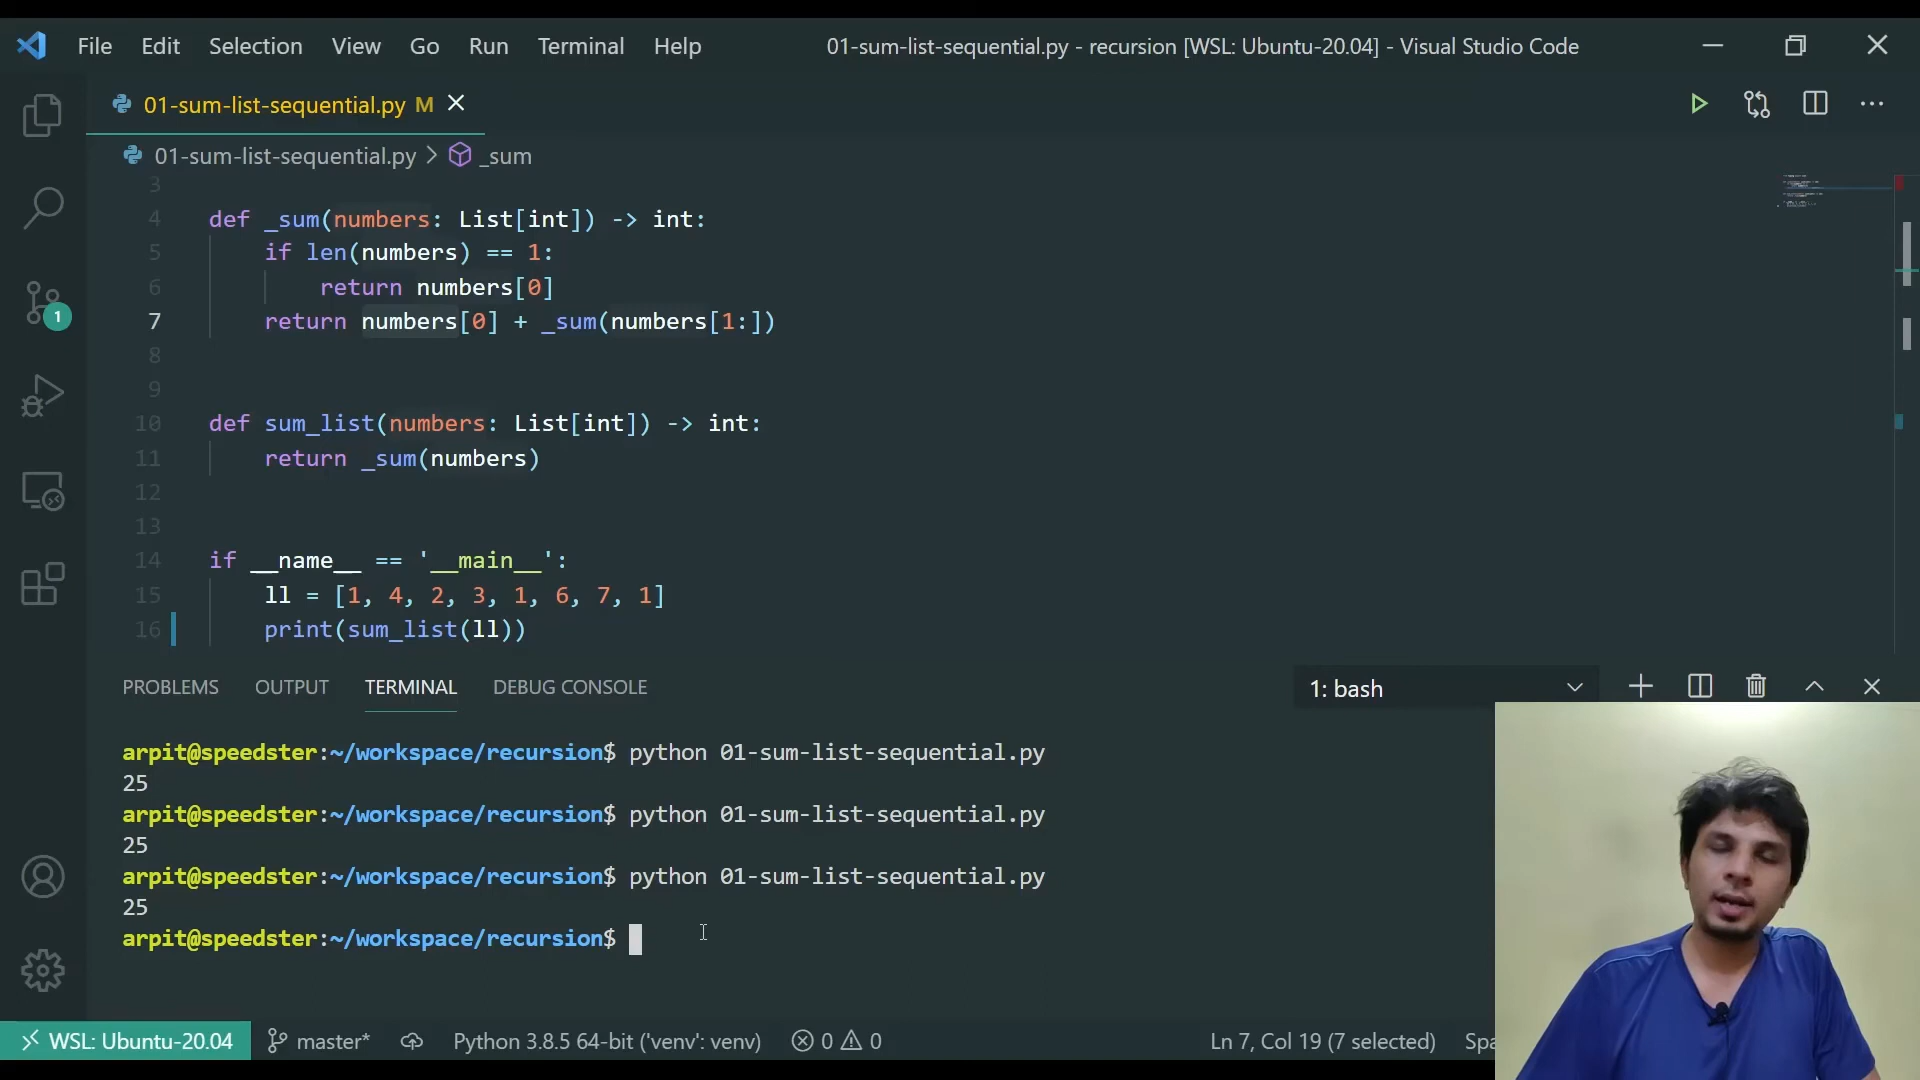 File Edit Selection View Go Run Terminal Help 01-sum-list-sequential.py - recursion [WSL: Ubuntu-20.04] - Visual Studio Code
01-sum-list-sequential.py M
01-sum-list-sequential.py > _sum
3
4 def _sum(numbers: List[int]) -> int:
5 if len(numbers) == 1:
6 return numbers[0]
7 return numbers[0] + _sum(numbers[1:])
8
9
10 def sum_list(numbers: List[int]) -> int:
11 return _sum(numbers)
12
13
14 if __name__ == '__main__':
15 ll = [1, 4, 2, 3, 1, 6, 7, 1]
16 print(sum_list(ll))
1
PROBLEMS OUTPUT TERMINAL DEBUG CONSOLE 1: bash
arpit@speedster:~/workspace/recursion$ python 01-sum-list-sequential.py
25
arpit@speedster:~/workspace/recursion$ python 01-sum-list-sequential.py
25
arpit@speedster:~/workspace/recursion$ python 01-sum-list-sequential.py
25
arpit@speedster:~/workspace/recursion$
WSL: Ubuntu-20.04 master* Python 3.8.5 64-bit ('venv': venv) 0 0 Ln 7, Col 19 (7 selected) Spa